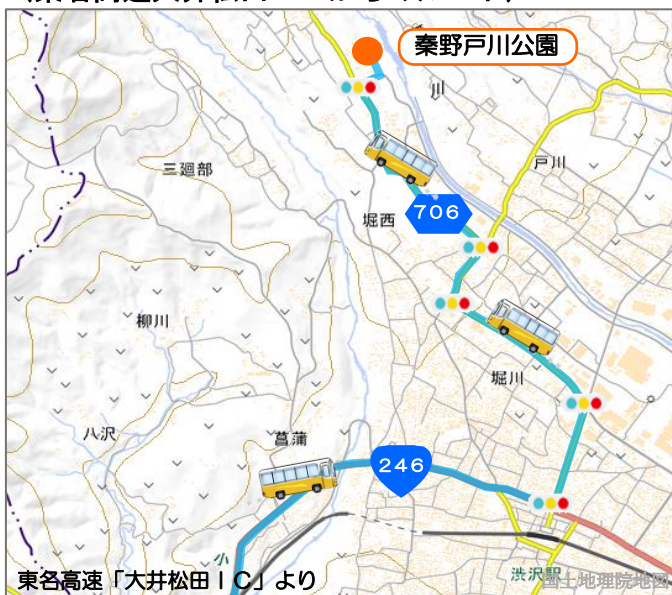 秦野戸川公園
川
戸川
三廻部
堀西
706
柳川
堀川
八沢
菖蒲
246
小
渋沢駅
東名高速「大井松田IC」より
国土地理院地図